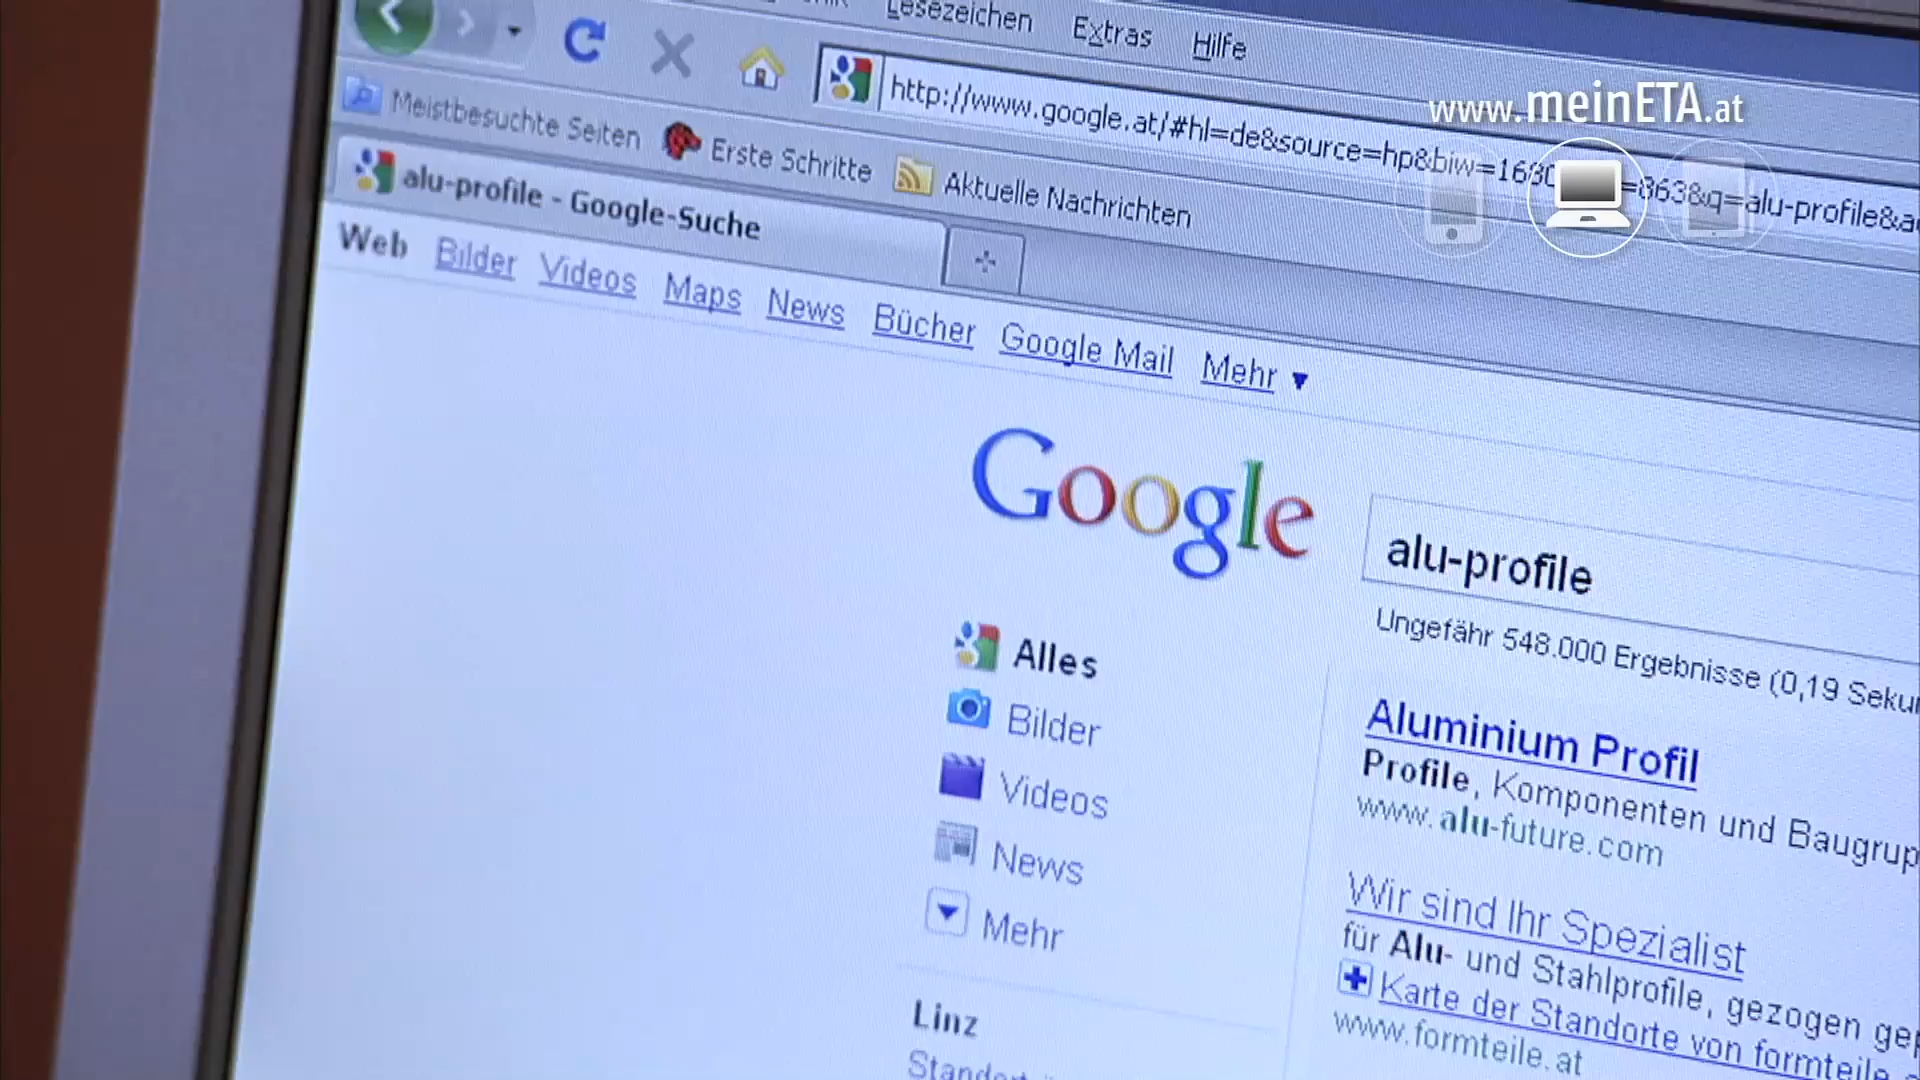 Lesezeichen Extras Hilfe
http://www.google.at/#hl=de&source=hp&biw=1680
=863&q=alu-profile&a
www.meinETA.at
Meistbesuchte Seiten Erste Schritte Aktuelle Nachrichten
alu-profile - Google-Suche
Web Bilder Videos Maps News Bücher Google Mail Mehr
Google
alu-profile
Ungefähr 548.000 Ergebnisse (0,19
Alles
Bilder
Videos
News
Mehr
Linz
Aluminium Profil
Profile, Komponenten und
www.alu-future.com
Wir sind Ihr Spezialist
für Alu- und Stahlprofile, gezogen
Karte der Standorte von formteile
www.formteile.at